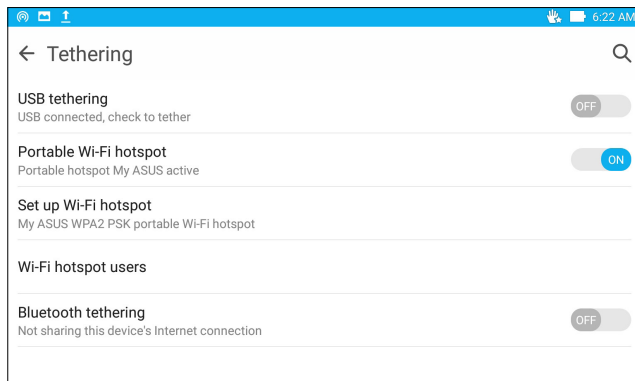 6:22 AM
Tethering
USB tethering
OFF
USB connected, check to tether
Portable Wi-Fi hotspot
ON
Portable hotspot My ASUS active
Set up Wi-Fi hotspot
My ASUS WPA2 PSK portable Wi-Fi hotspot
Wi-Fi hotspot users
Bluetooth tethering
OFF
Not sharing this device's Internet connection